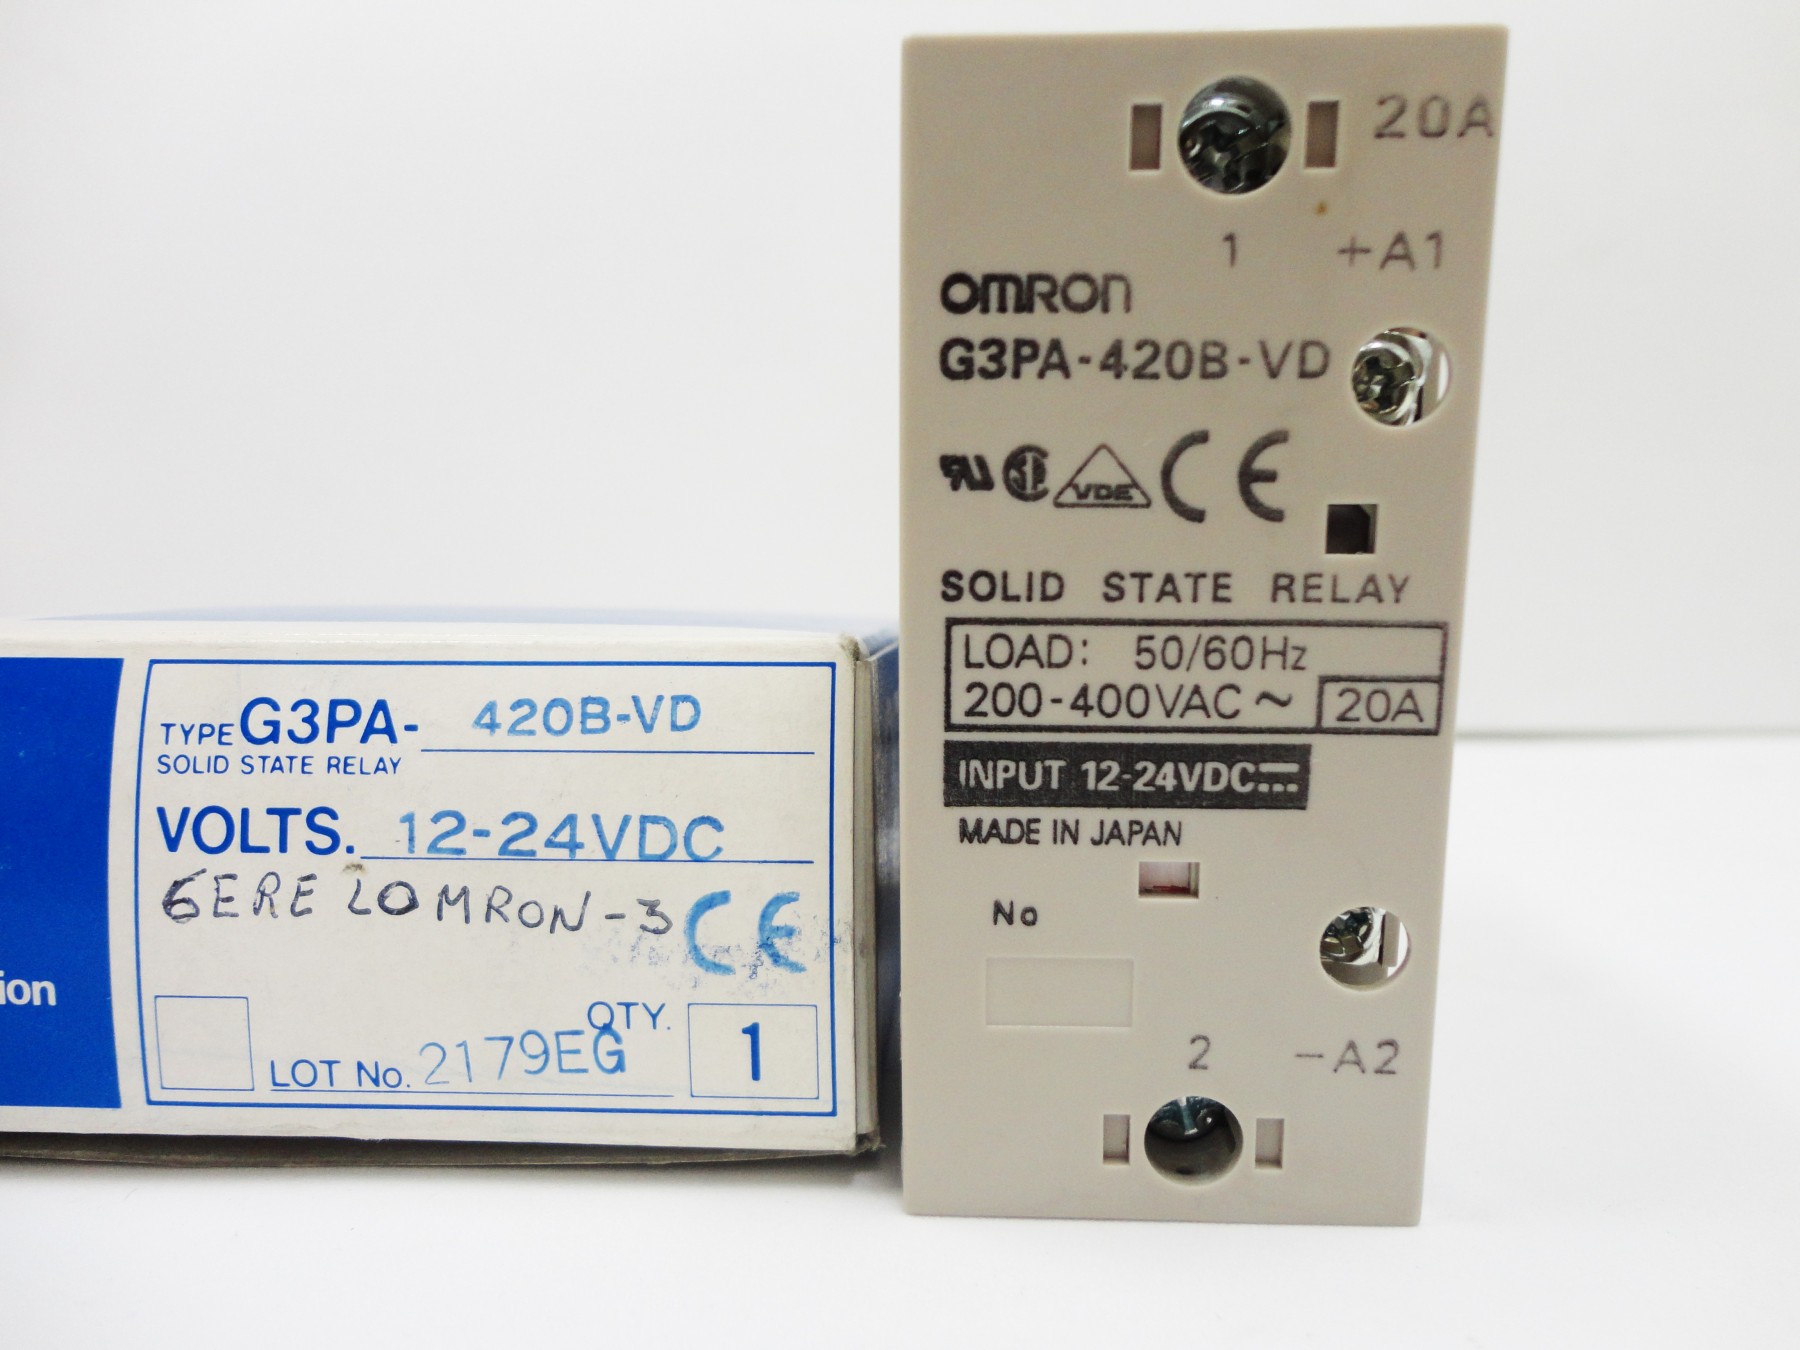 20A
1 +A1
OMRON
G3PA-420B-VD
VDE CE
SOLID STATE RELAY
LOAD: 50/60Hz
200-400VAC ~ 20A
INPUT 12-24VDC⎓
MADE IN JAPAN
No
2 -A2
TYPE G3PA- 420B-VD
SOLID STATE RELAY
VOLTS. 12-24VDC
6ERE LOMRON-3 CE
QTY.
LOT No. 2179EG 1
ion